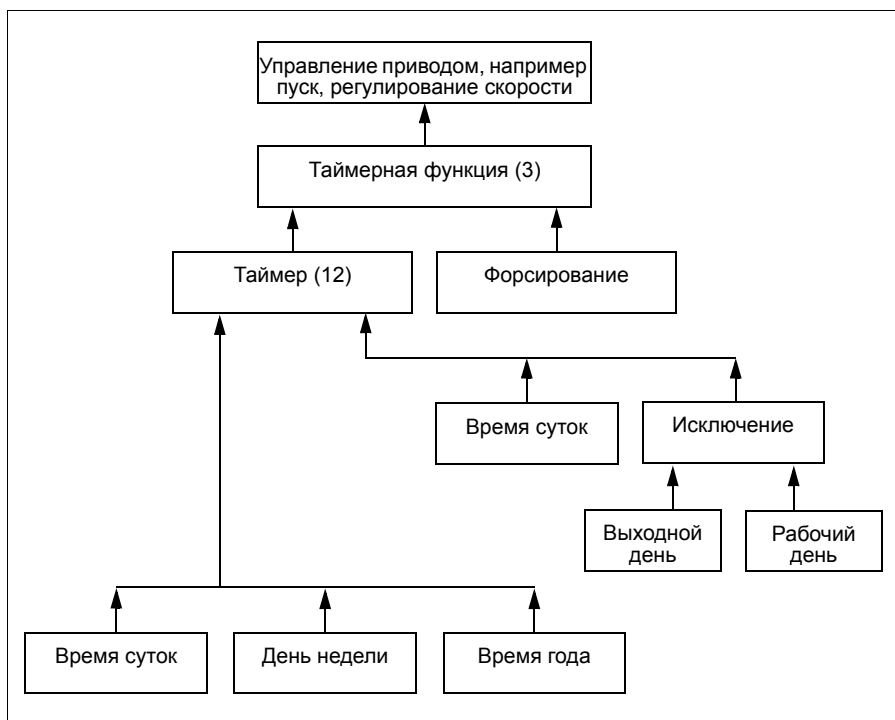 Управление приводом, например
пуск, регулирование скорости
Таймерная функция (3)
Таймер (12)
Форсирование
Время суток
Исключение
Выходной
день
Рабочий
день
Время суток
День недели
Время года